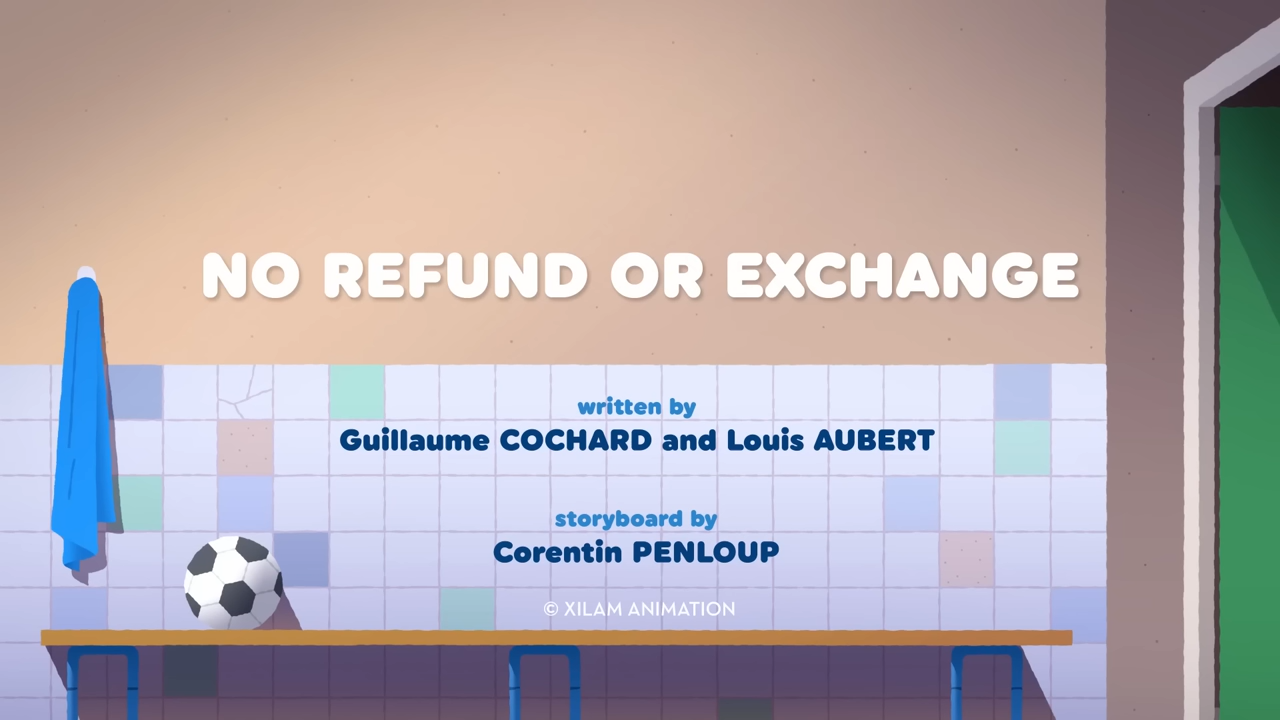 NO REFUND OR EXCHANGE
written by
Guillaume COCHARD and Louis AUBERT
storyboard by
Corentin PENLOUP
© XILAM ANIMATION